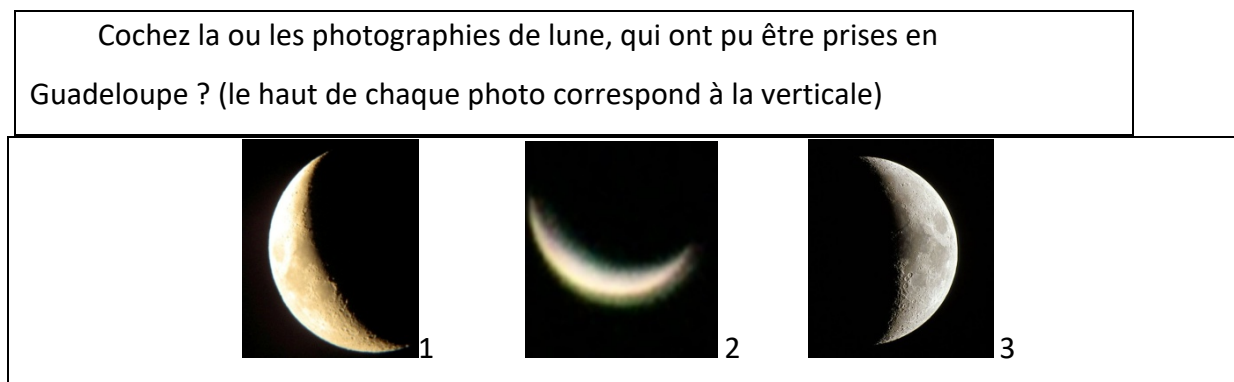 Cochez la ou les photographies de lune, qui ont pu être prises en
Guadeloupe ? (le haut de chaque photo correspond à la verticale)
1 2 3